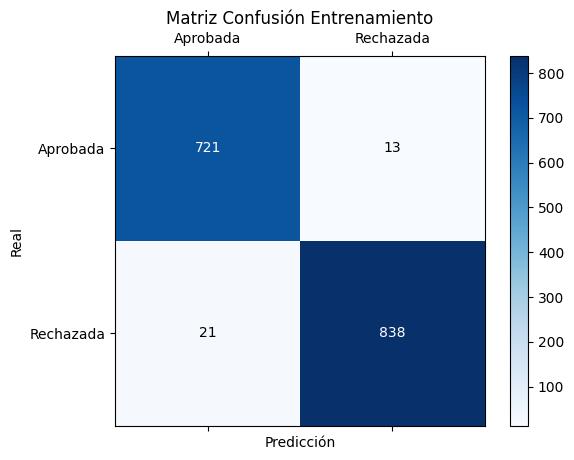 Matriz Confusión Entrenamiento
Aprobada Rechazada
Aprobada 721 13
Rechazada 21 838
Real
Predicción
800
700
600
500
400
300
200
100